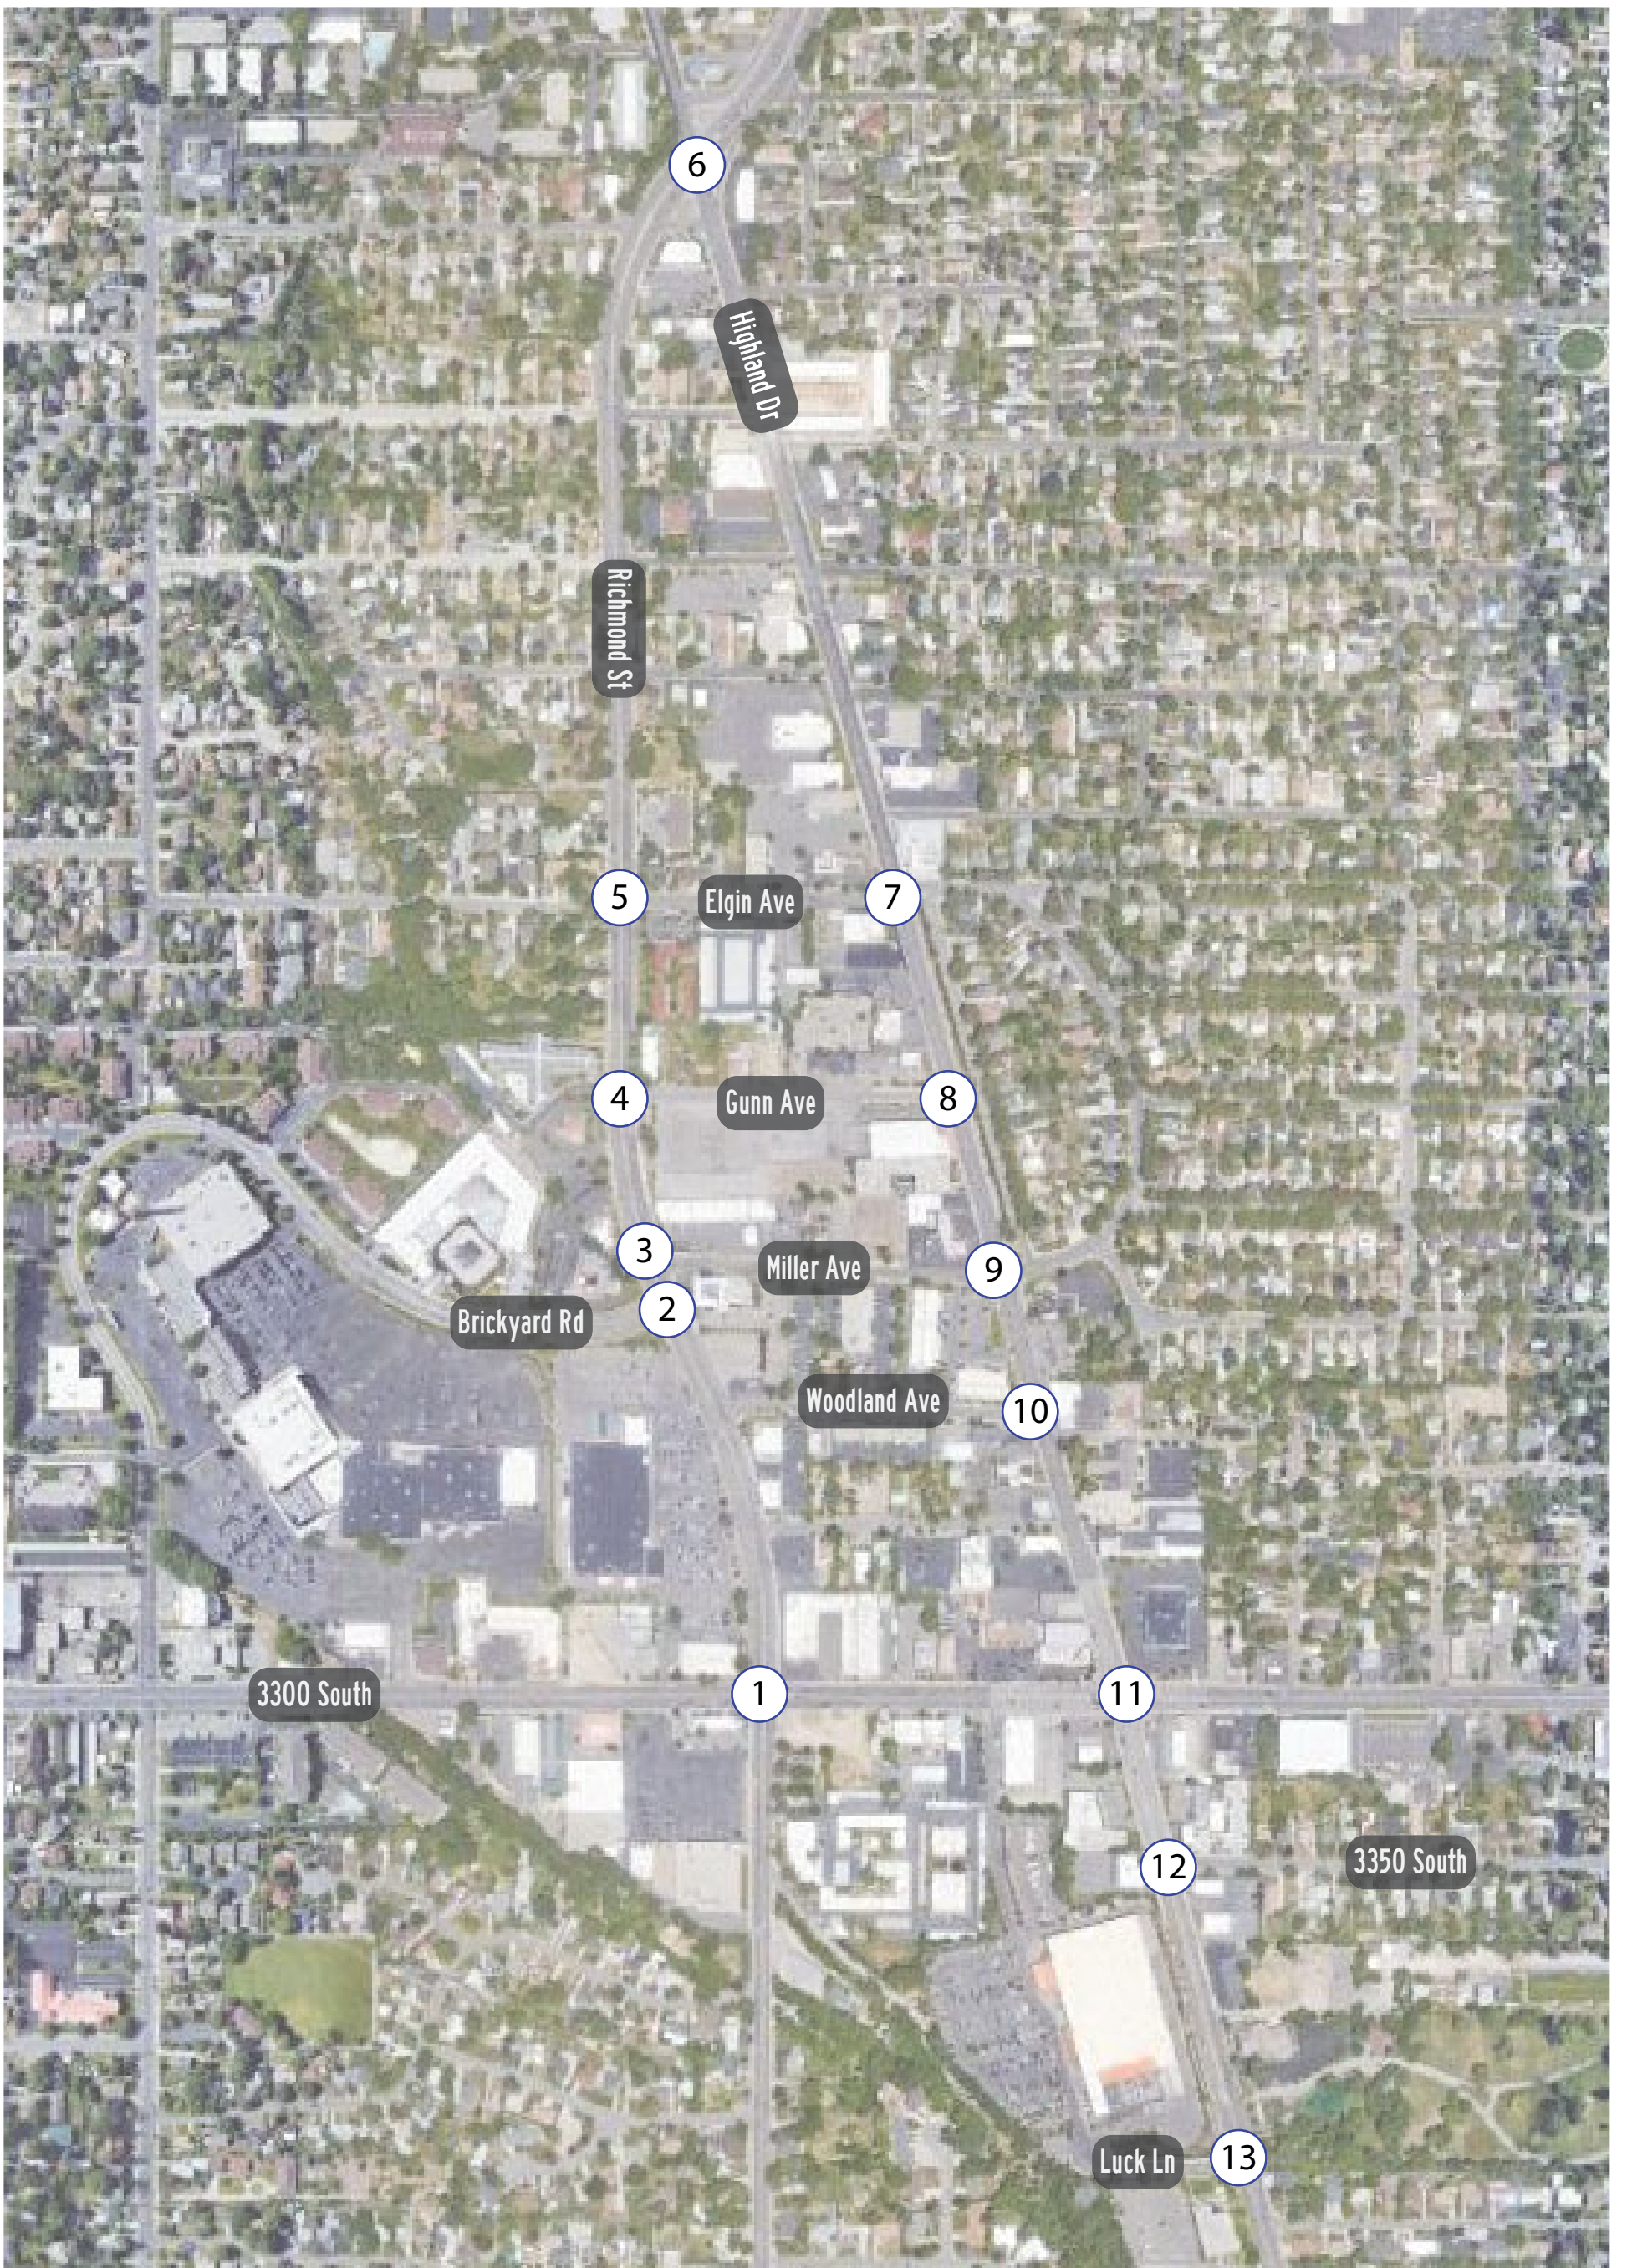 6
Highland Dr
Richmond St
5
Elgin Ave
7
4
Gunn Ave
8
3
Miller Ave
9
2
Brickyard Rd
Woodland Ave
10
3300 South
1
11
12
3350 South
Luck Ln
13